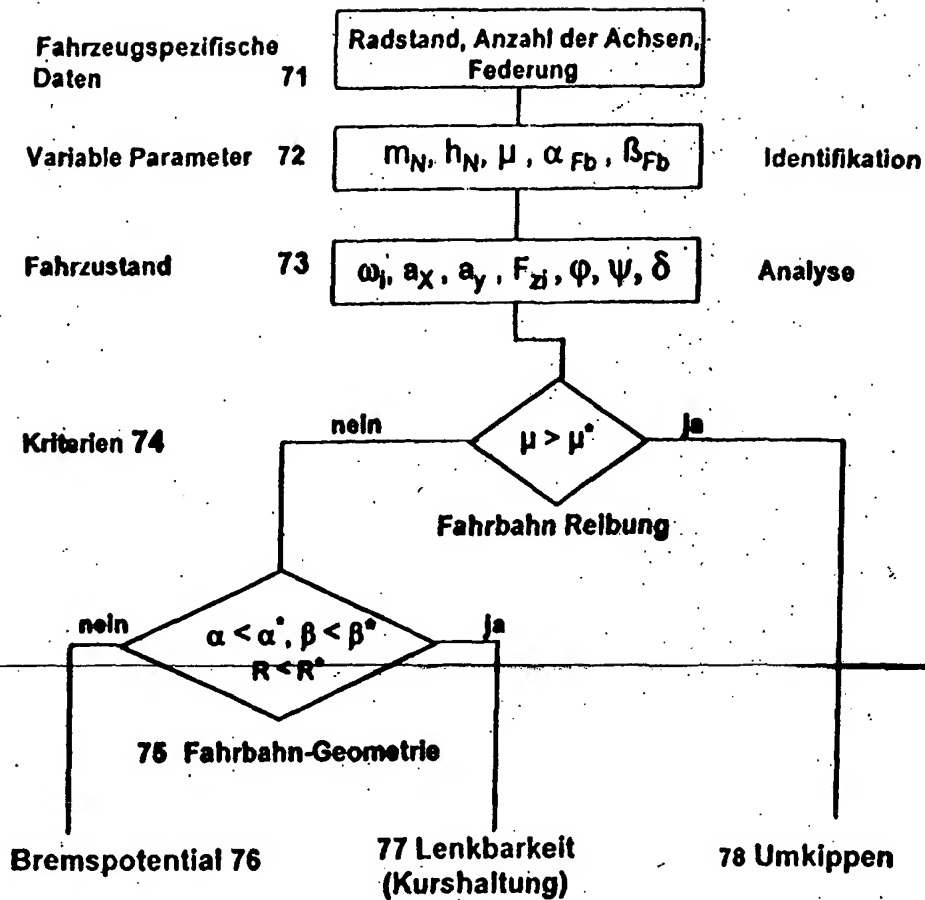 Fahrzeugspezifische
Daten 71
Radstand, Anzahl der Achsen,
Federung
Variable Parameter 72
m_N, h_N, μ, α_Fb, ß_Fb
Identifikation
Fahrzustand 73
ω_i, a_x, a_y, F_zi, φ, ψ, δ
Analyse
Kriterien 74
nein
μ > μ*
ja
Fahrbahn Reibung
nein
α < α*, β < β*
R < R*
ja
75 Fahrbahn-Geometrie
Bremspotential 76
77 Lenkbarkeit
(Kurshaltung)
78 Umkippen